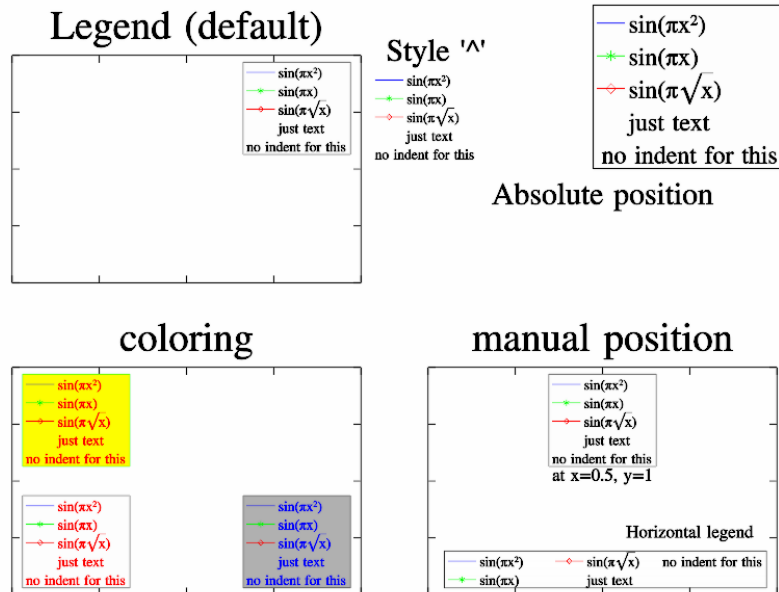 Legend (default)
sin(πx²)
sin(πx)
sin(π√x)
just text
no indent for this
Style '^'
sin(πx²)
sin(πx)
sin(π√x)
just text
no indent for this
sin(πx²)
sin(πx)
sin(π√x)
just text
no indent for this
Absolute position
coloring
sin(πx²)
sin(πx)
sin(π√x)
just text
no indent for this
sin(πx²)
sin(πx)
sin(π√x)
just text
no indent for this
sin(πx²)
sin(πx)
sin(π√x)
just text
no indent for this
manual position
sin(πx²)
sin(πx)
sin(π√x)
just text
no indent for this
at x=0.5, y=1
Horizontal legend
sin(πx²) sin(π√x) no indent for this
sin(πx) just text